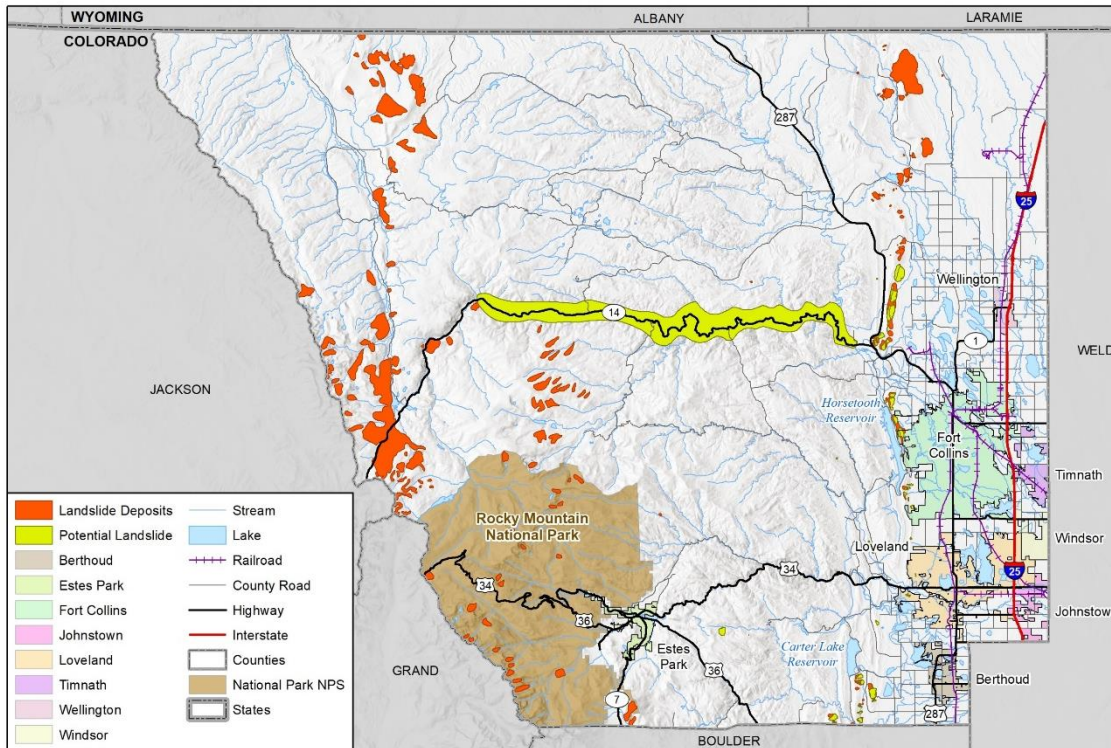 WYOMING
ALBANY
LARAMIE
COLORADO
287
25
Wellington
14
1
WELD
JACKSON
Horsetooth
Reservoir
Fort
Collins
Timnath
Rocky Mountain
National Park
Windsor
Loveland
34
34
25
Johnstown
36
Estes
Park
Carter Lake
Reservoir
GRAND
36
Berthoud
7
287
BOULDER
Landslide Deposits
Potential Landslide
Berthoud
Estes Park
Fort Collins
Johnstown
Loveland
Timnath
Wellington
Windsor
Stream
Lake
Railroad
County Road
Highway
Interstate
Counties
National Park NPS
States